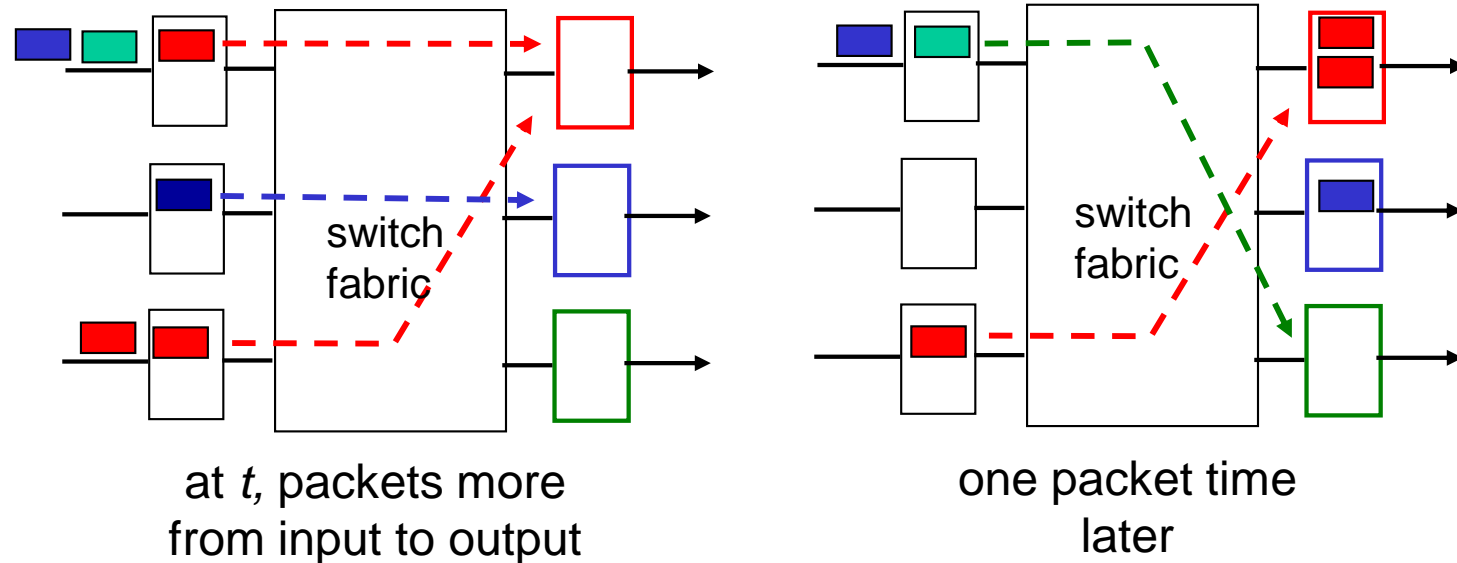 switch
fabric
at t, packets more
from input to output
switch
fabric
one packet time
later